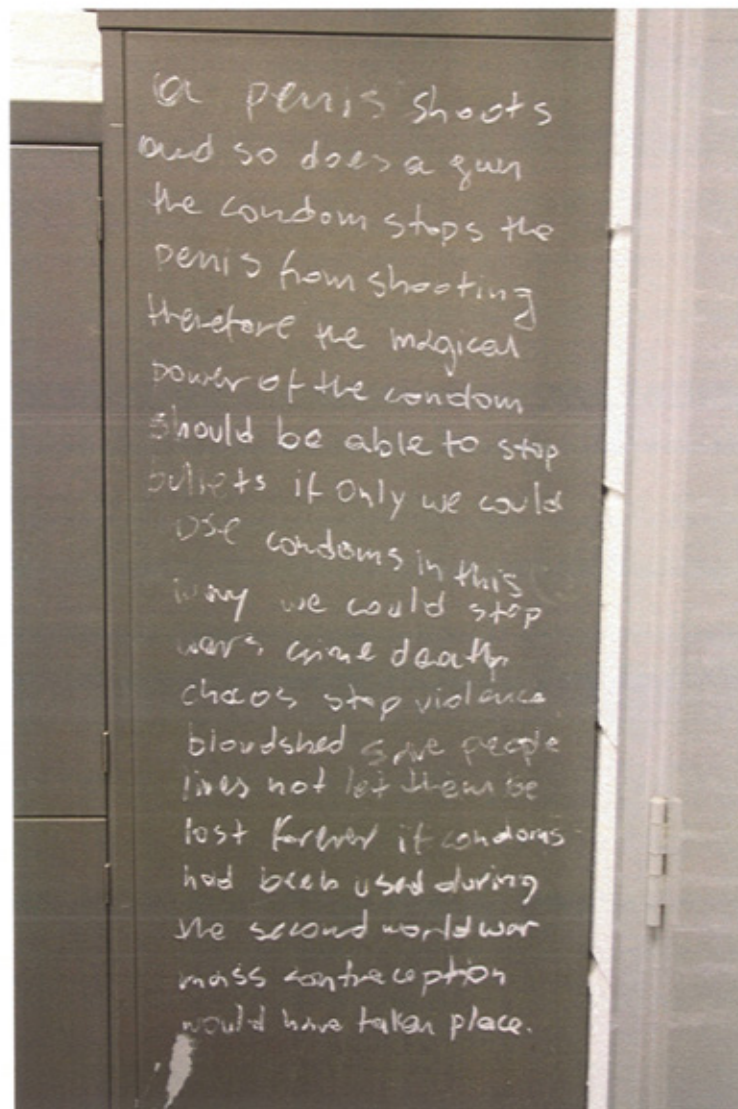 a penis shoots
and so does a gun
the condom stops the
penis from shooting
therefore the magical
power of the condom
should be able to stop
bullets if only we could
use condoms in this
way we could stop
wars crime death
chaos stop violence
bloodshed save people
lives not let them be
lost forever if condoms
had been used during
the second world war
mass contraception
would have taken place.